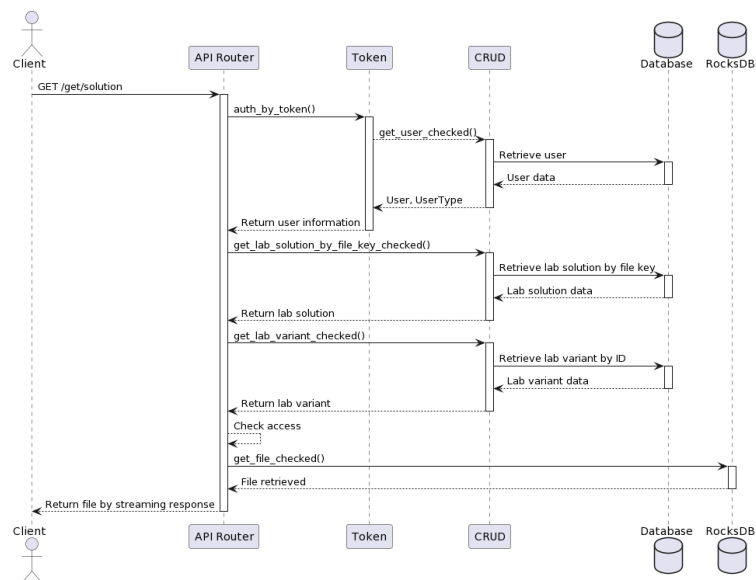 Client
API Router
Token
CRUD
Database
RocksDB
GET /get/solution
auth_by_token()
get_user_checked()
Retrieve user
User data
User, UserType
Return user information
get_lab_solution_by_file_key_checked()
Retrieve lab solution by file key
Lab solution data
Return lab solution
get_lab_variant_checked()
Retrieve lab variant by ID
Lab variant data
Return lab variant
Check access
get_file_checked()
File retrieved
Return file by streaming response
Client
API Router
Token
CRUD
Database
RocksDB